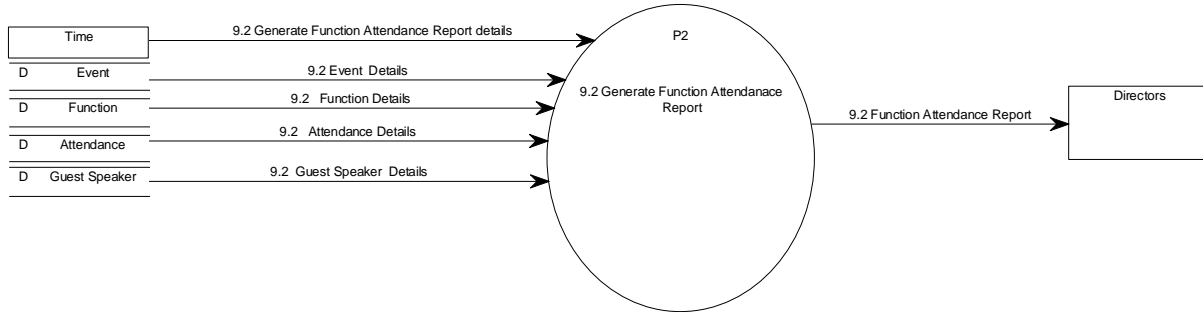 Time
9.2 Generate Function Attendance Report details
P2
D Event
9.2 Event Details
9.2 Generate Function Attendanace
Report
D Function
9.2 Function Details
Directors
9.2 Function Attendance Report
D Attendance
9.2 Attendance Details
D Guest Speaker
9.2 Guest Speaker Details